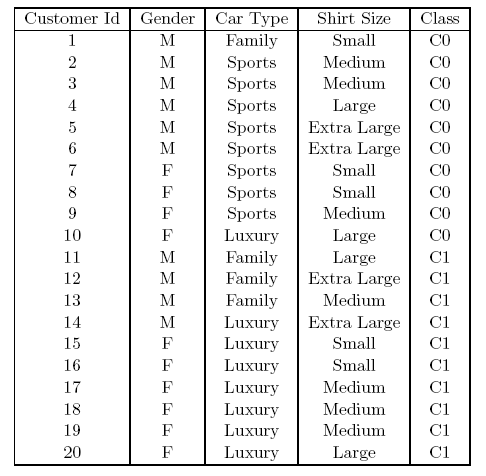 Customer Id Gender Car Type Shirt Size Class
1 M Family Small C0
2 M Sports Medium C0
3 M Sports Medium C0
4 M Sports Large C0
5 M Sports Extra Large C0
6 M Sports Extra Large C0
7 F Sports Small C0
8 F Sports Small C0
9 F Sports Medium C0
10 F Luxury Large C0
11 M Family Large C1
12 M Family Extra Large C1
13 M Family Medium C1
14 M Luxury Extra Large C1
15 F Luxury Small C1
16 F Luxury Small C1
17 F Luxury Medium C1
18 F Luxury Medium C1
19 F Luxury Medium C1
20 F Luxury Large C1